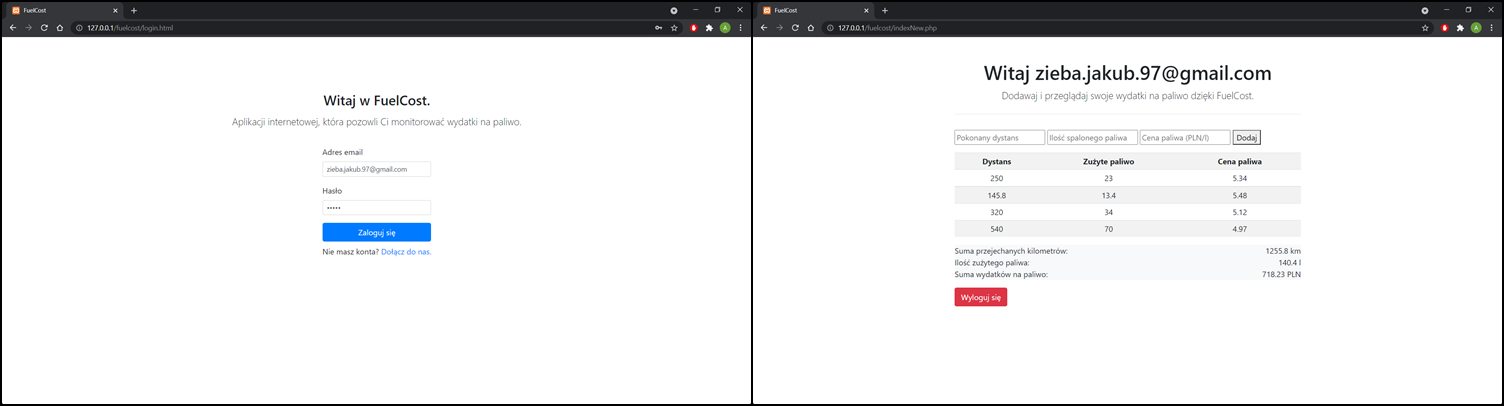 FuelCost
127.0.0.1/fuelcost/login.html
A
Witaj w FuelCost.
Aplikacji internetowej, która pozowli Ci monitorować wydatki na paliwo.
Adres email
zieba.jakub.97@gmail.com
Hasło
•••••
Zaloguj się
Nie masz konta? Dołącz do nas.
FuelCost
127.0.0.1/fuelcost/indexNew.php
A
Witaj zieba.jakub.97@gmail.com
Dodawaj i przeglądaj swoje wydatki na paliwo dzięki FuelCost.
Pokonany dystans Ilość spalonego paliwa Cena paliwa (PLN/l) Dodaj
Dystans Zużyte paliwo Cena paliwa
250 23 5.34
145.8 13.4 5.48
320 34 5.12
540 70 4.97
Suma przejechanych kilometrów: 1255.8 km
Ilość zużytego paliwa: 140.4 l
Suma wydatków na paliwo: 718.23 PLN
Wyloguj się